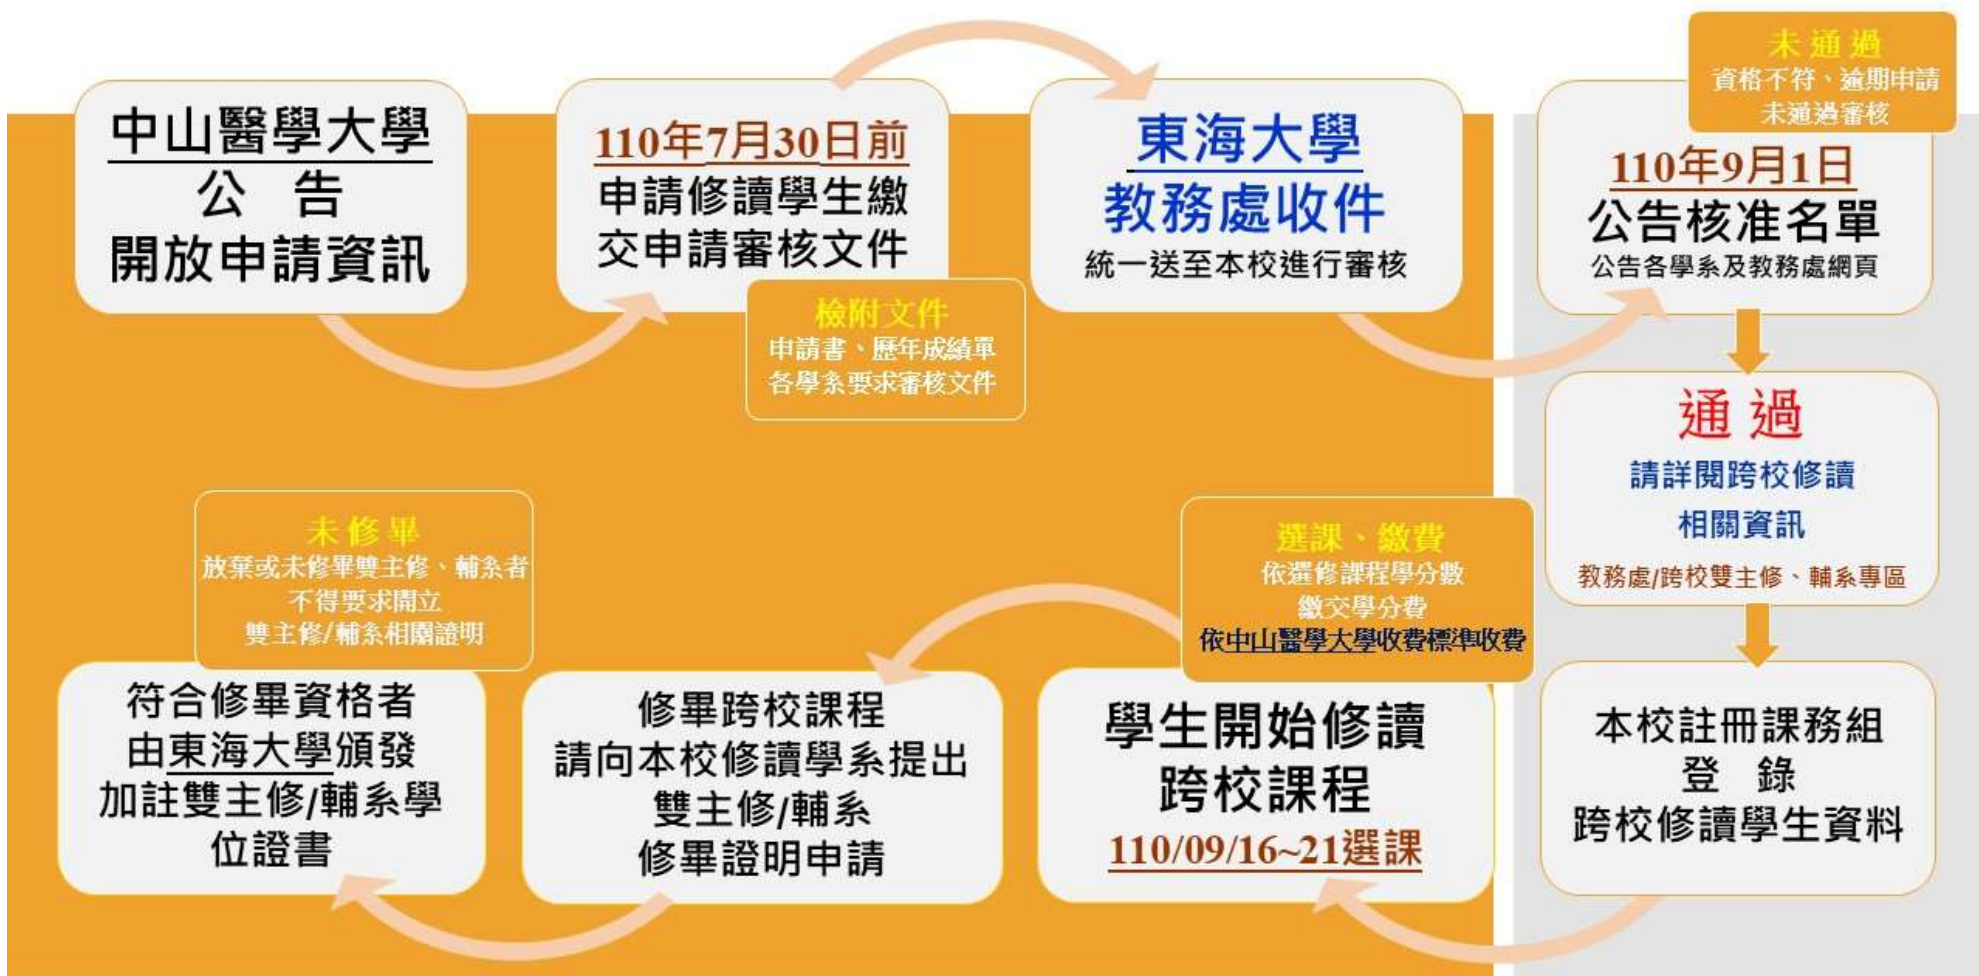 中山醫學大學
公 告
開放申請資訊
110年7月30日前
申請修讀學生繳
交申請審核文件
檢附文件
申請書、歷年成績單
各學系要求審核文件
東海大學
教務處收件
統一送至本校進行審核
未通過
資格不符、逾期申請
未通過審核
110年9月1日
公告核准名單
公告各學系及教務處網頁
通過
請詳閱跨校修讀
相關資訊
教務處/跨校雙主修、輔系專區
本校註冊課務組
登 錄
跨校修讀學生資料
選課、繳費
依選修課程學分數
繳交學分費
依中山醫學大學收費標準收費
學生開始修讀
跨校課程
110/09/16~21選課
修畢跨校課程
請向本校修讀學系提出
雙主修/輔系
修畢證明申請
未修畢
放棄或未修畢雙主修、輔系者
不得要求開立
雙主修/輔系相關證明
符合修畢資格者
由東海大學頒發
加註雙主修/輔系學
位證書